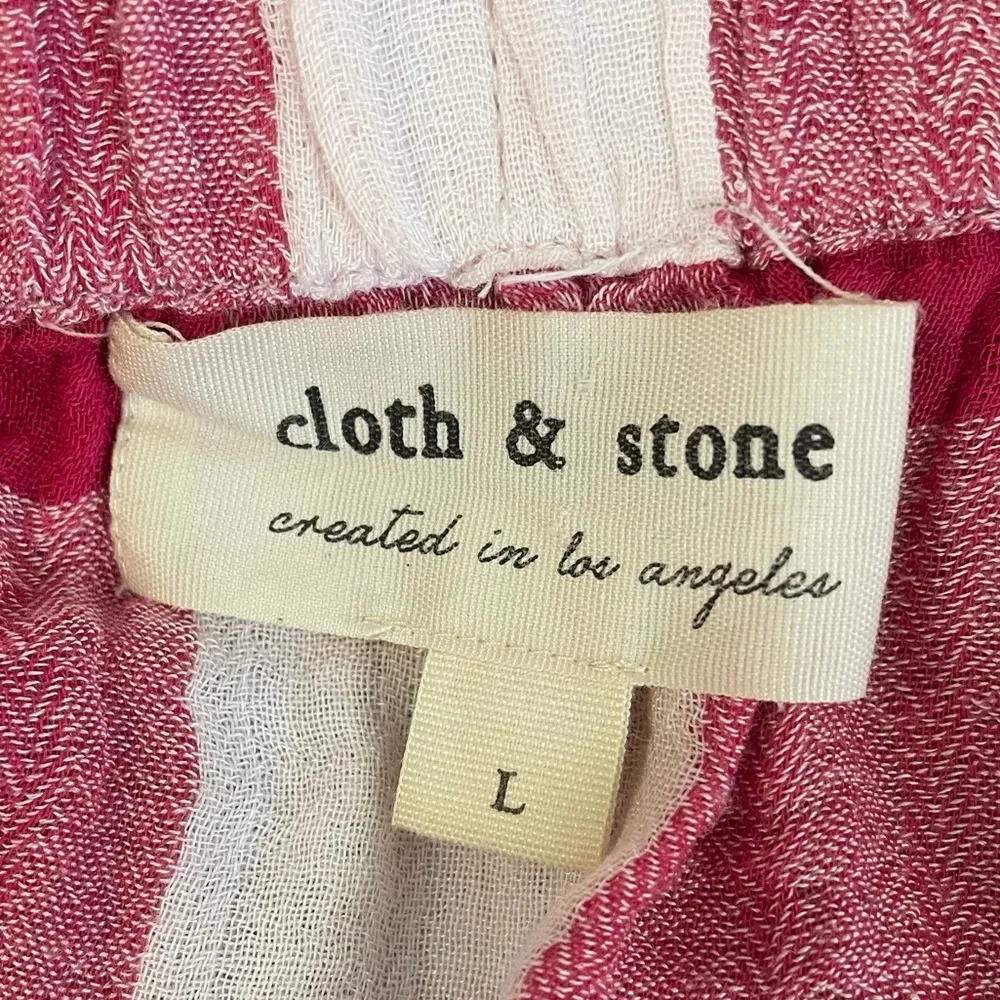 cloth & stone
created in los angeles
L